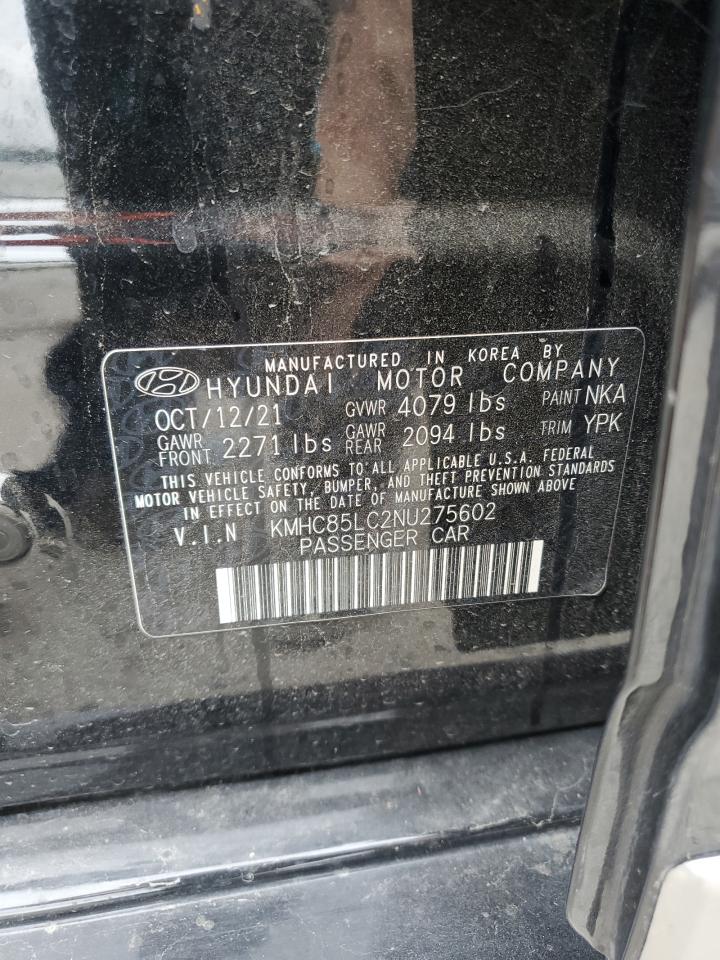 MANUFACTURED IN KOREA BY
HYUNDAI MOTOR COMPANY
OCT/12/21 GVWR 4079 lbs PAINT NKA
GAWR FRONT 2271 lbs GAWR REAR 2094 lbs TRIM YPK
THIS VEHICLE CONFORMS TO ALL APPLICABLE U.S.A. FEDERAL
MOTOR VEHICLE SAFETY, BUMPER, AND THEFT PREVENTION STANDARDS
IN EFFECT ON THE DATE OF MANUFACTURE SHOWN ABOVE
V.I.N KMHC85LC2NU275602
PASSENGER CAR